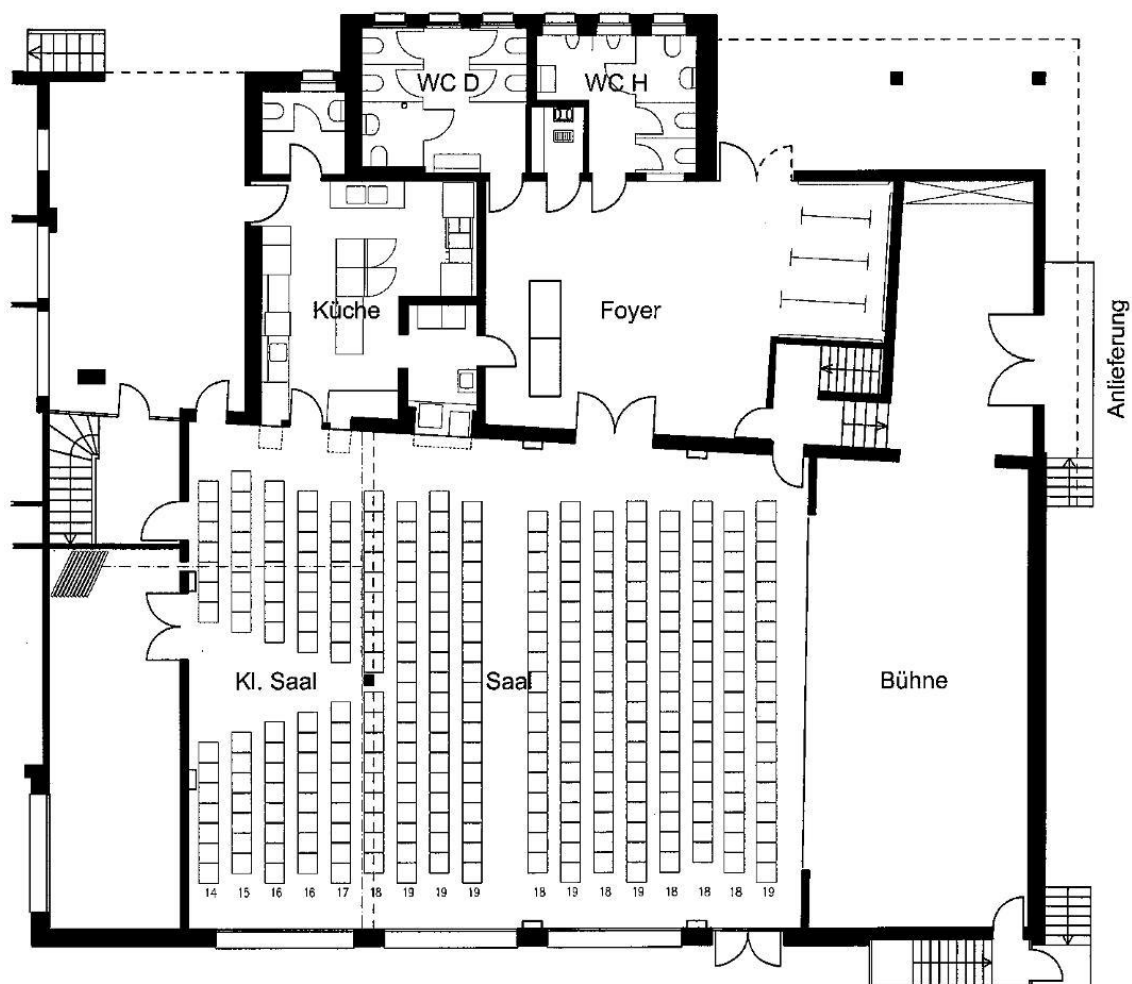 WC D
WC H
Küche
Foyer
Anlieferung
Kl. Saal
Saal
Bühne
14 15 16 16 17 18 19 19 19 18 19 18 19 18 18 18 19